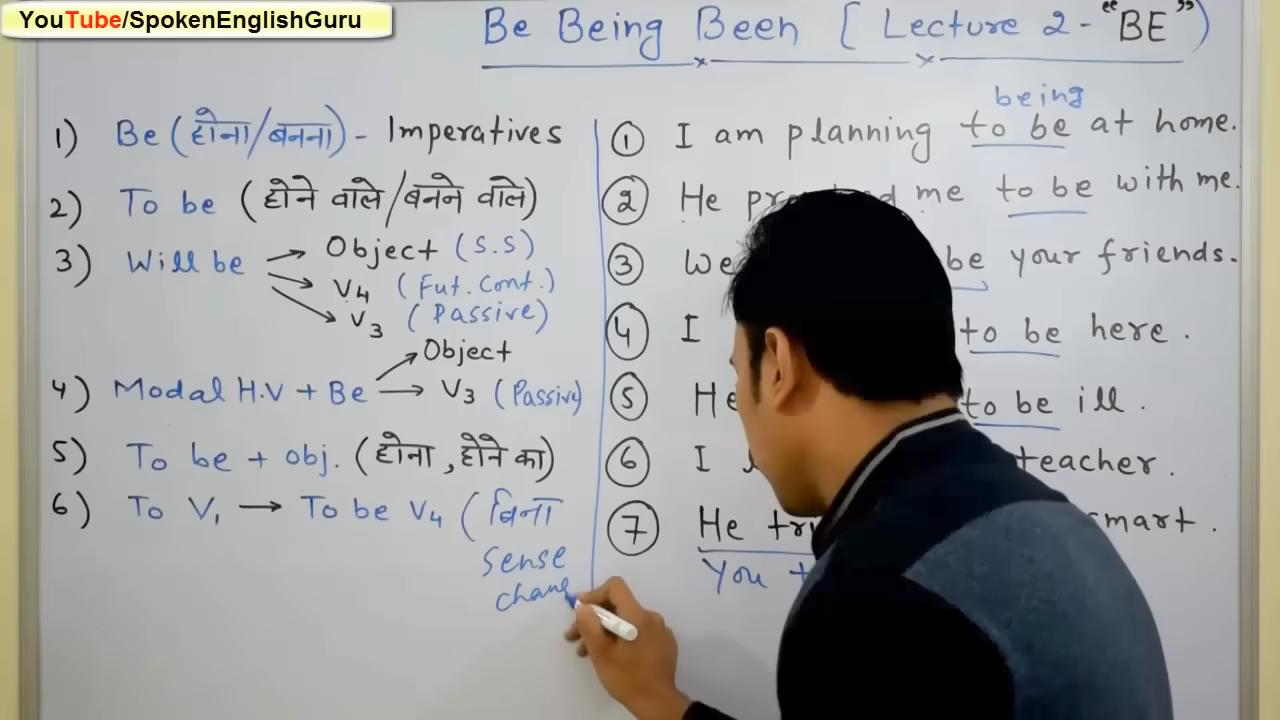 YouTube/SpokenEnglishGuru
Be Being Been [ Lecture 2 - "BE" )
1) Be (होना/बनना) - Imperatives
2) To be (होने वाले/बनने वाले)
3) Will be → Object (S.S)
→ V4 (Fut. Cont.)
→ V3 (Passive)
→ Object
4) Modal H.V + Be → V3 (Passive)
5) To be + obj. (होना, होने का)
6) To V1 → To be V4 (बिना
sense
being
① I am planning to be at home.
② He me to be with me.
③ We be your friends.
④ I to be here.
⑤ He to be ill.
⑥ I teacher.
⑦ He smart.
You